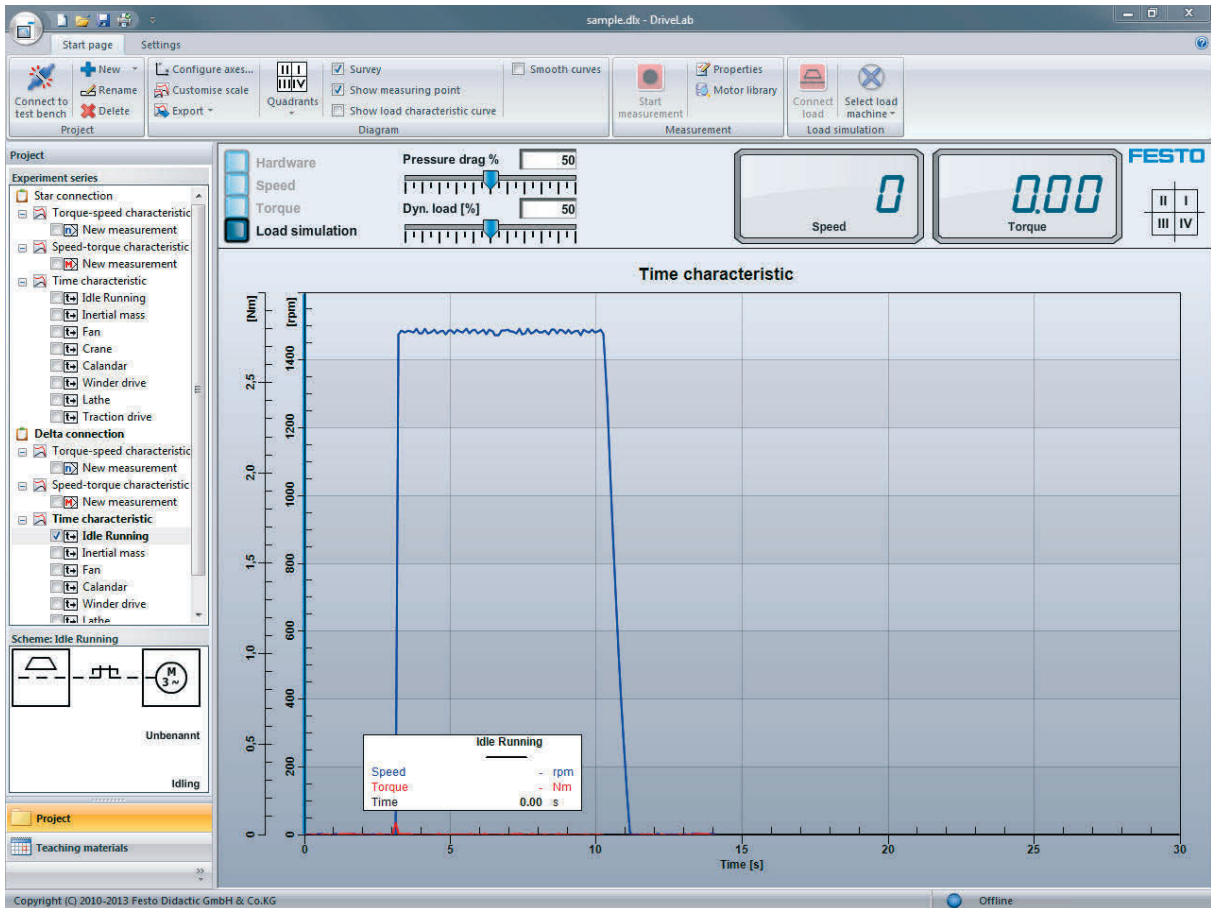 sample.dlx - DriveLab
Start page Settings
Connect to test bench
New
Rename
Delete
Project
Configure axes...
Customise scale
Export
Quadrants
II I
III IV
Survey
Show measuring point
Show load characteristic curve
Smooth curves
Diagram
Start measurement
Properties
Motor library
Measurement
Connect load
Select load machine
Load simulation
Project
Experiment series
Star connection
Torque-speed characteristic
n New measurement
Speed-torque characteristic
M New measurement
Time characteristic
t Idle Running
t Inertial mass
t Fan
t Crane
t Calandar
t Winder drive
t Lathe
t Traction drive
Delta connection
Torque-speed characteristic
n New measurement
Speed-torque characteristic
M New measurement
Time characteristic
t Idle Running
t Inertial mass
t Fan
t Calandar
t Winder drive
t Lathe
Scheme: Idle Running
M
3 ~
Unbenannt
Idling
Project
Teaching materials
Hardware
Speed
Torque
Load simulation
Pressure drag % 50
Dyn. load [%] 50
0
Speed
0.00
Torque
FESTO
II I
III IV
Time characteristic
[Nm]
2,5
2,0
1,5
1,0
0,5
0
[rpm]
1400
1200
1000
800
600
400
200
0
Idle Running
Speed - rpm
Torque - Nm
Time 0.00 s
0 5 10 15 20 25 30
Time [s]
Copyright (C) 2010-2013 Festo Didactic GmbH & Co.KG
Offline